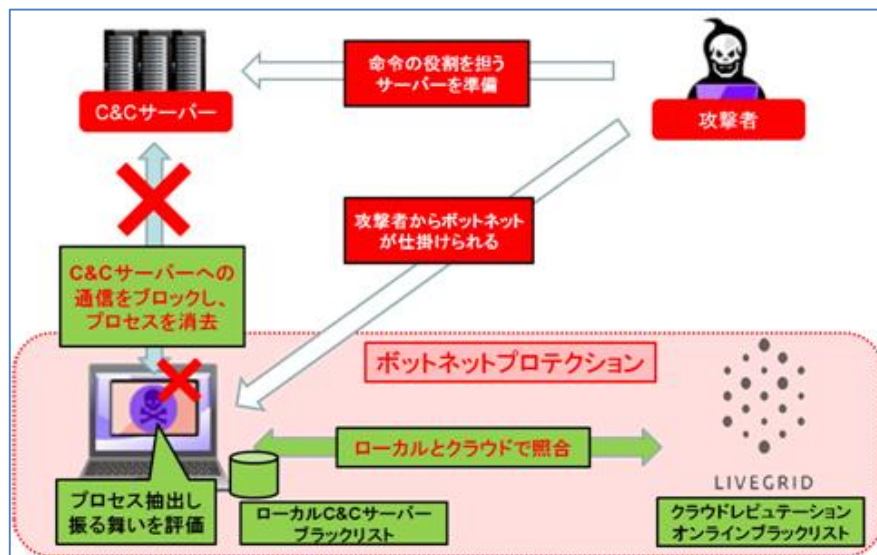 命令の役割を担う
サーバーを準備
C&Cサーバー
攻撃者
攻撃者からボットネット
が仕掛けられる
C&Cサーバーへの
通信をブロックし、
プロセスを消去
ボットネットプロテクション
ローカルとクラウドで照合
LIVEGRID
プロセス抽出し
振る舞いを評価
ローカルC&Cサーバー
ブラックリスト
クラウドレピュテーション
オンラインブラックリスト